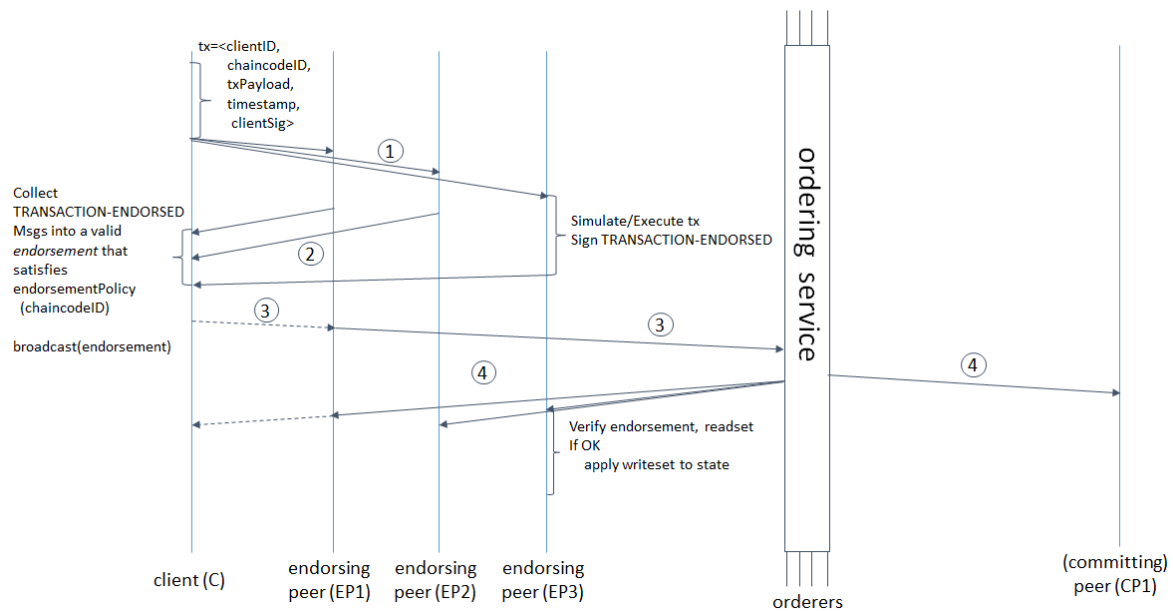 tx=<clientID,
chaincodeID,
txPayload,
timestamp,
clientSig>
1
Collect
TRANSACTION-ENDORSED
Msgs into a valid
endorsement that
satisfies
endorsementPolicy
(chaincodeID)
2
Simulate/Execute tx
Sign TRANSACTION-ENDORSED
3
3
broadcast(endorsement)
4
4
ordering service
Verify endorsement, readset
If OK
apply writeset to state
client (C)
endorsing
peer (EP1)
endorsing
peer (EP2)
endorsing
peer (EP3)
orderers
(committing)
peer (CP1)